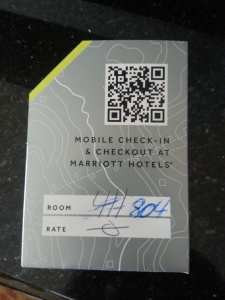 MOBILE CHECK-IN
& CHECKOUT AT
MARRIOTT HOTELS®
ROOM 804
RATE